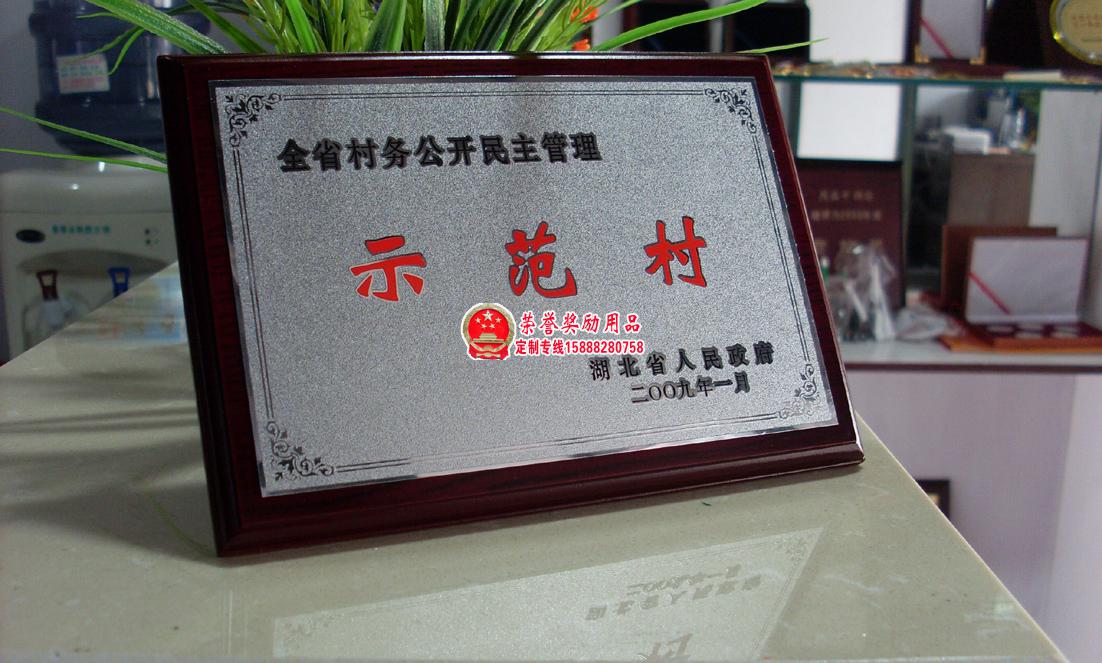 全省村务公开民主管理
示范村
荣誉奖励用品
定制专线15888280758
湖北省人民政府
二〇〇九年一月